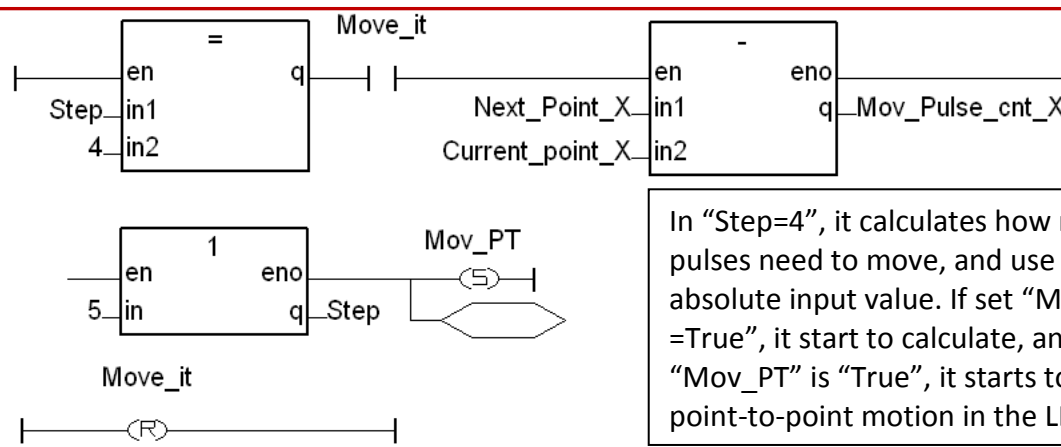 Move_it
=
-
en q
en eno
Step in1
Next_Point_X in1
q Mov_Pulse_cnt_X
4 in2
Current_point_X in2
1
Mov_PT
en eno
(S)
5 in
q Step
Move_it
(R)
In “Step=4”, it calculates how
pulses need to move, and use
absolute input value. If set
=True”, it start to calculate,
“Mov_PT” is “True”, it starts
point-to-point motion in the